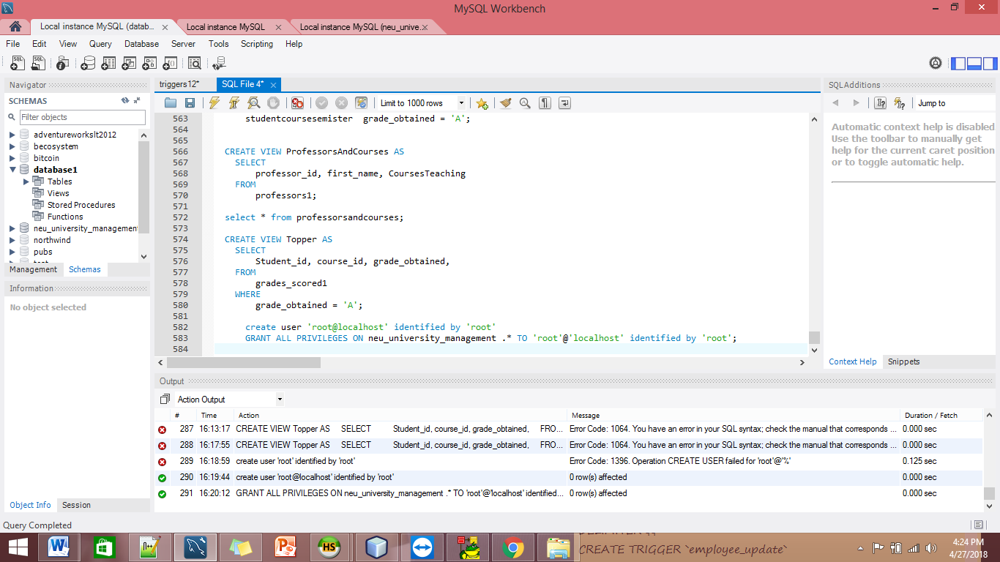 MySQL Workbench
Local instance MySQL (datab... ×
Local instance MySQL ×
Local instance MySQL (neu_unive... ×
File Edit View Query Database Server Tools Scripting Help
Navigator
SCHEMAS
Filter objects
adventureworkslt2012
becosystem
bitcoin
database1
Tables
Views
Stored Procedures
Functions
neu_university_management
northwind
pubs
Management Schemas
Information
No object selected
Object Info Session
triggers12*
SQL File 4* ×
Limit to 1000 rows
563 studentcoursesemister grade_obtained = 'A';
564
565
566 CREATE VIEW ProfessorsAndCourses AS
567 SELECT
568 professor_id, first_name, CoursesTeaching
569 FROM
570 professors1;
571
572 select * from professorsandcourses;
573
574 CREATE VIEW Topper AS
575 SELECT
576 Student_id, course_id, grade_obtained,
577 FROM
578 grades_scored1
579 WHERE
580 grade_obtained = 'A';
581
582 create user 'root@localhost' identified by 'root'
583 GRANT ALL PRIVILEGES ON neu_university_management .* TO 'root'@'localhost' identified by 'root';
584
SQLAdditions
Jump to
Automatic context help is disabled.
Use the toolbar to manually get
help for the current caret position
or to toggle automatic help.
Context Help Snippets
Output
Action Output
# Time Action Message Duration / Fetch
287 16:13:17 CREATE VIEW Topper AS SELECT Student_id, course_id, grade_obtained, FRO... Error Code: 1064. You have an error in your SQL syntax; check the manual that corresponds ... 0.000 sec
288 16:17:55 CREATE VIEW Topper AS SELECT Student_id, course_id, grade_obtained, FRO... Error Code: 1064. You have an error in your SQL syntax; check the manual that corresponds ... 0.000 sec
289 16:18:59 create user 'root' identified by 'root' Error Code: 1396. Operation CREATE USER failed for 'root'@'%' 0.125 sec
290 16:19:44 create user 'root@localhost' identified by 'root' 0 row(s) affected 0.000 sec
291 16:20:12 GRANT ALL PRIVILEGES ON neu_university_management .* TO 'root'@'localhost' identified... 0 row(s) affected 0.000 sec
Query Completed
CREATE TRIGGER `employee_update`
4:24 PM
4/27/2018